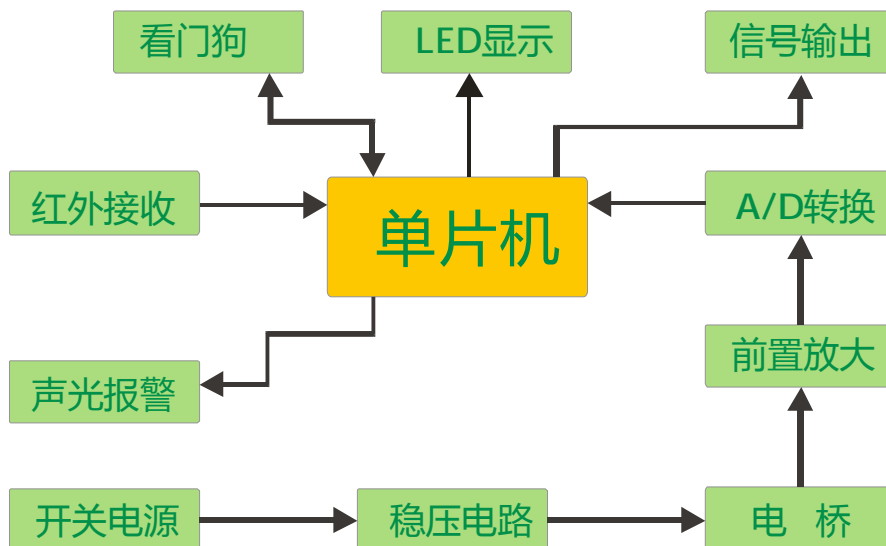 看门狗
LED显示
信号输出
红外接收
单片机
A/D转换
前置放大
声光报警
开关电源
稳压电路
电 桥